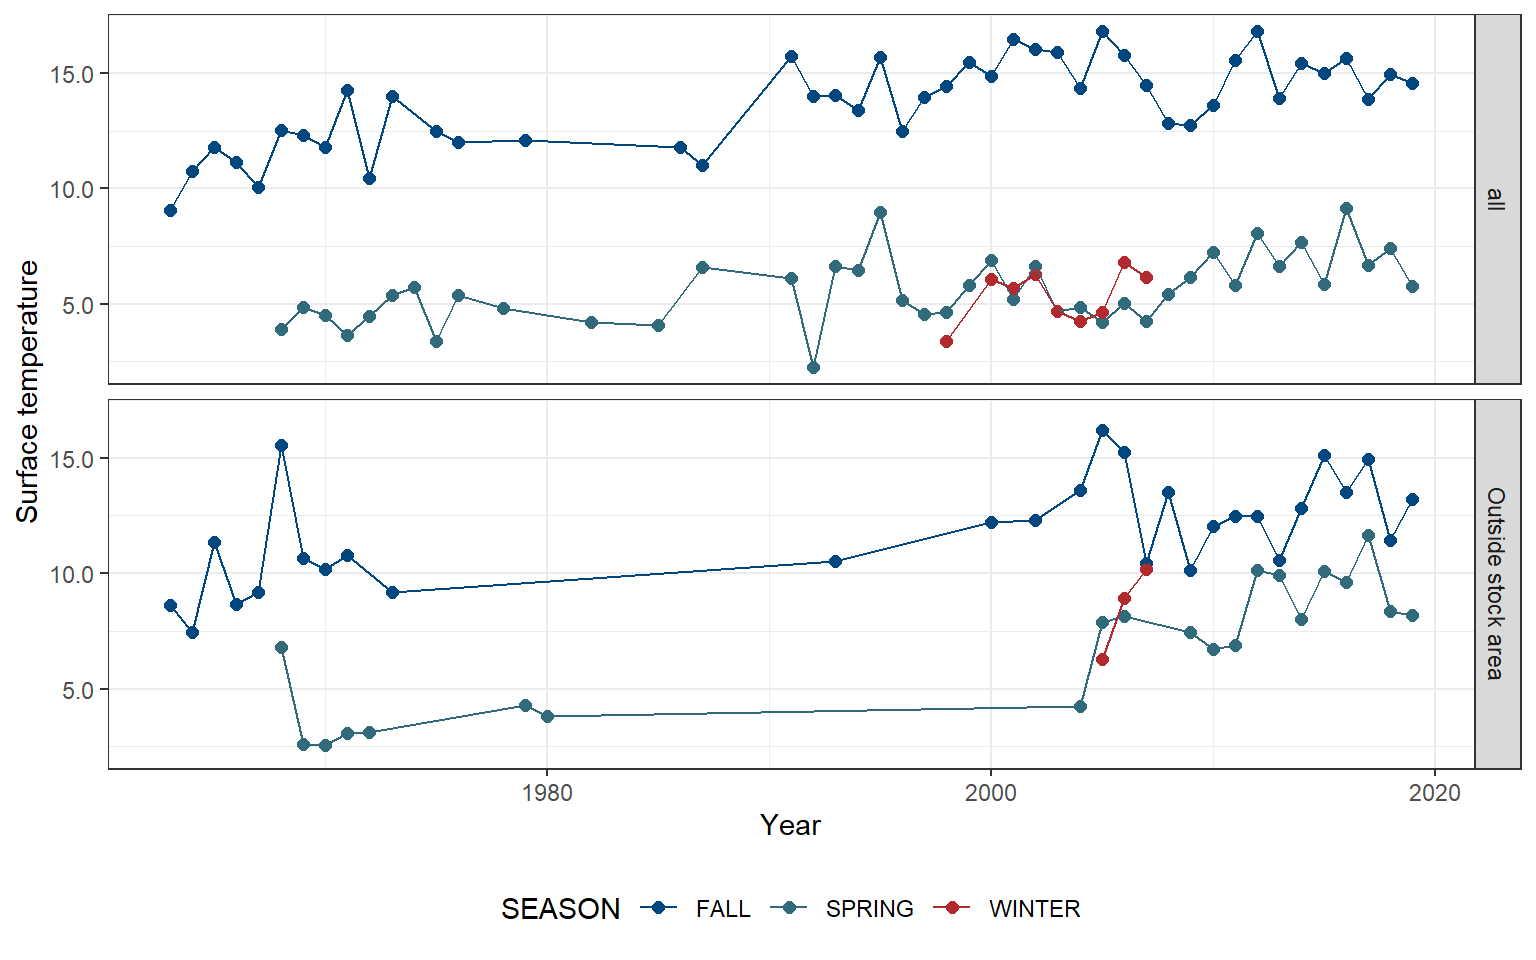 Surface temperature
15.0
10.0
5.0
all
15.0
10.0
5.0
Outside stock area
1980 2000 2020
Year
SEASON FALL SPRING WINTER